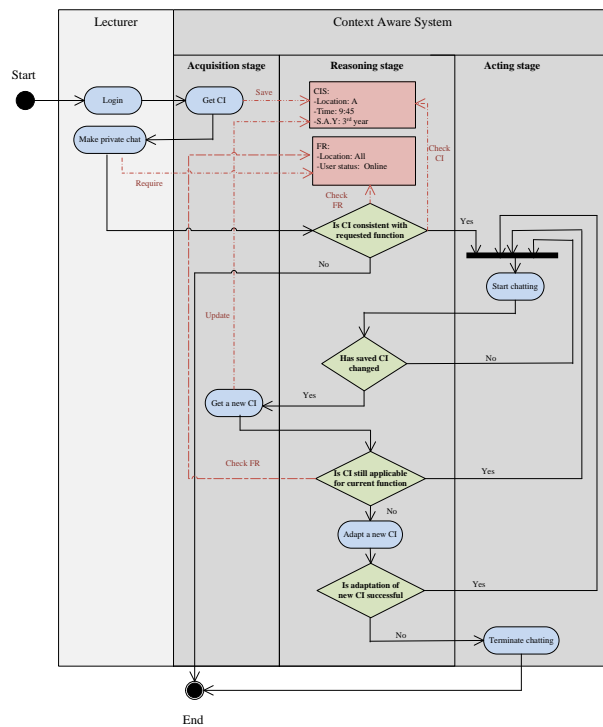 Lecturer
Context Aware System
Acquisition stage
Reasoning stage
Acting stage
Start
Login
Get CI
Save
CIS:
-Location: A
-Time: 9:45
-S.A.Y: 3rd year
Make private chat
FR:
-Location: All
-User status: Online
Check
CI
Require
Check
FR
Is CI consistent with
requested function
Yes
No
Start chatting
Update
Has saved CI
changed
No
Yes
Get a new CI
Check FR
Is CI still applicable
for current function
Yes
No
Adapt a new CI
Is adaptation of
new CI successful
Yes
No
Terminate chatting
End